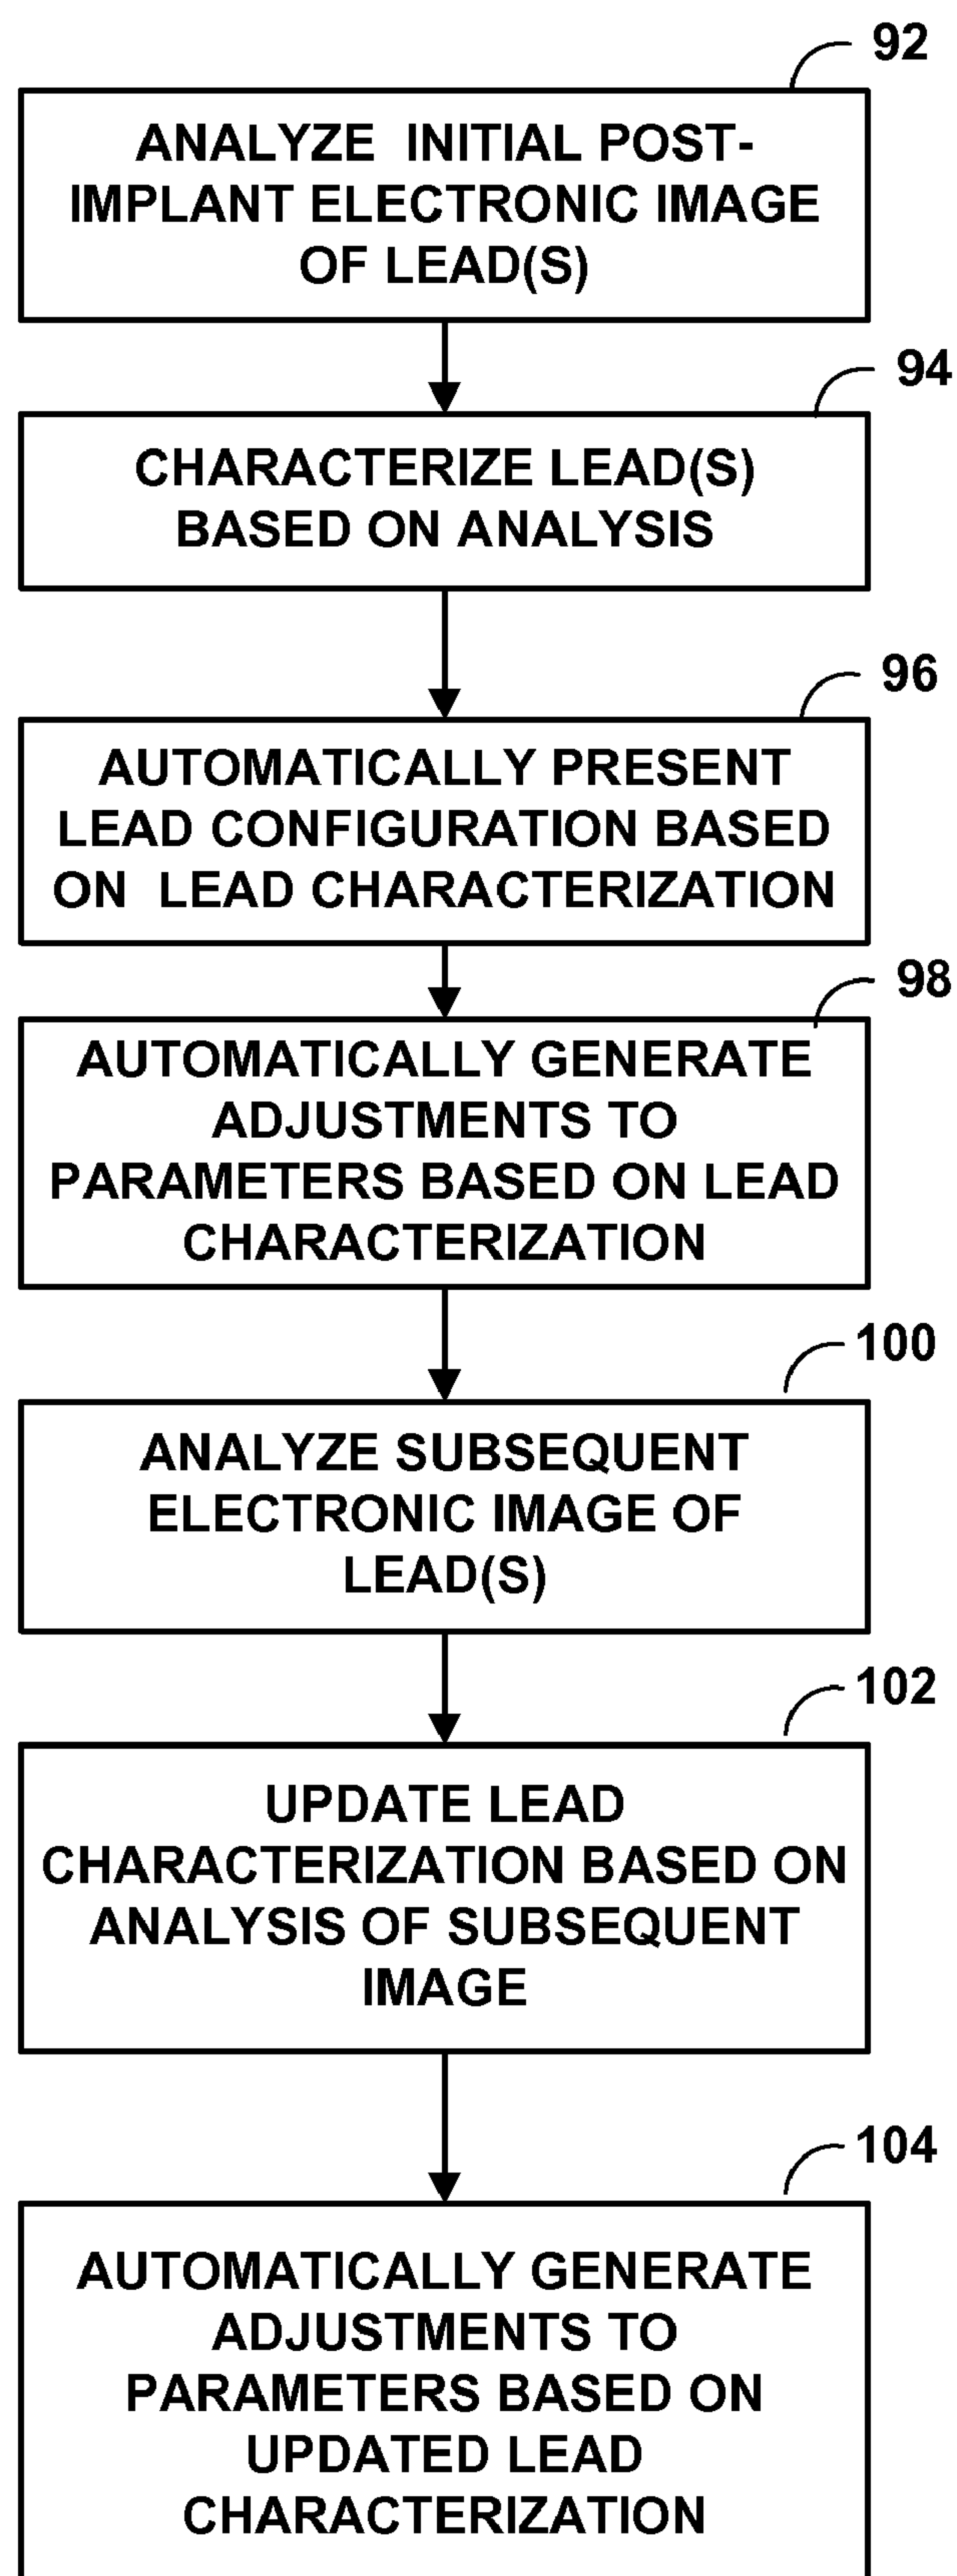 92
ANALYZE INITIAL POST-
IMPLANT ELECTRONIC IMAGE
OF LEAD(S)
94
CHARACTERIZE LEAD(S)
BASED ON ANALYSIS
96
AUTOMATICALLY PRESENT
LEAD CONFIGURATION BASED
ON LEAD CHARACTERIZATION
98
AUTOMATICALLY GENERATE
ADJUSTMENTS TO
PARAMETERS BASED ON LEAD
CHARACTERIZATION
100
ANALYZE SUBSEQUENT
ELECTRONIC IMAGE OF
LEAD(S)
102
UPDATE LEAD
CHARACTERIZATION BASED ON
ANALYSIS OF SUBSEQUENT
IMAGE
104
AUTOMATICALLY GENERATE
ADJUSTMENTS TO
PARAMETERS BASED ON
UPDATED LEAD
CHARACTERIZATION